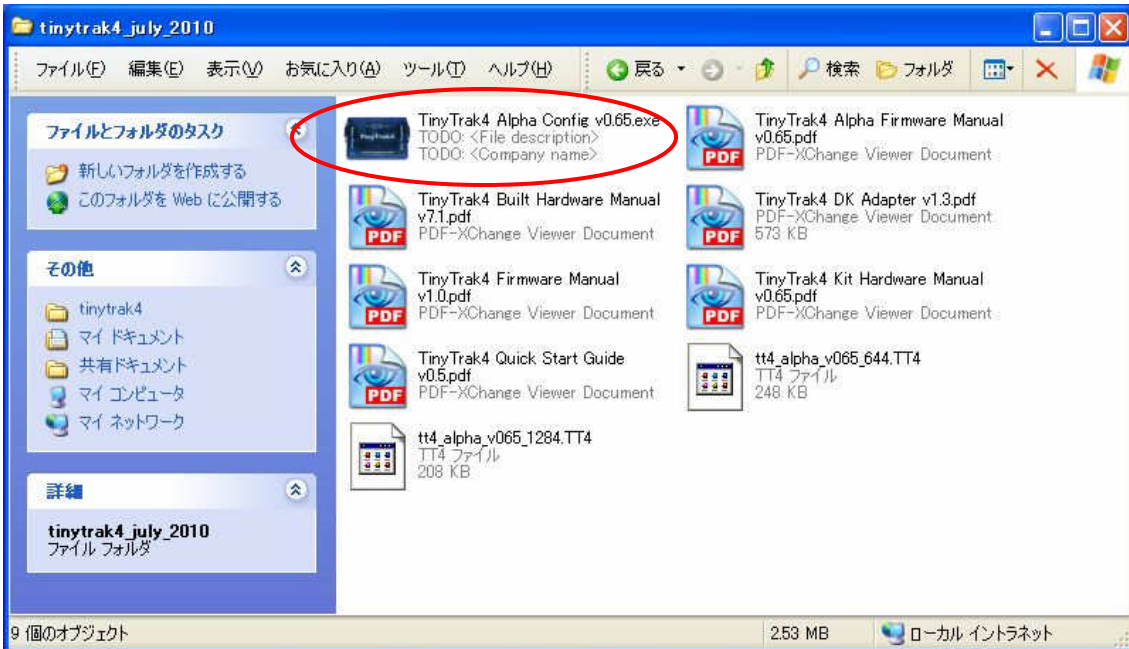 tinytrak4_july_2010
ファイル(F) 編集(E) 表示(V) お気に入り(A) ツール(T) ヘルプ(H) 戻る 検索 フォルダ
ファイルとフォルダのタスク
新しいフォルダを作成する
このフォルダを Web に公開する
その他
tinytrak4
マイ ドキュメント
共有ドキュメント
マイ コンピュータ
マイ ネットワーク
詳細
tinytrak4_july_2010
ファイル フォルダ
TinyTrak4 Alpha Config v0.65.exe
TODO: <File description>
TODO: <Company name>
TinyTrak4 Alpha Firmware Manual
v0.65.pdf
PDF-XChange Viewer Document
TinyTrak4 Built Hardware Manual
v7.1.pdf
PDF-XChange Viewer Document
TinyTrak4 DK Adapter v1.3.pdf
PDF-XChange Viewer Document
573 KB
TinyTrak4 Firmware Manual
v1.0.pdf
PDF-XChange Viewer Document
TinyTrak4 Kit Hardware Manual
v0.65.pdf
PDF-XChange Viewer Document
TinyTrak4 Quick Start Guide
v0.5.pdf
PDF-XChange Viewer Document
tt4_alpha_v065_644.TT4
TT4 ファイル
248 KB
tt4_alpha_v065_1284.TT4
TT4 ファイル
208 KB
PDF
PDF
PDF
PDF
PDF
PDF
TinyTrak4
9 個のオブジェクト
2.53 MB
ローカル イントラネット